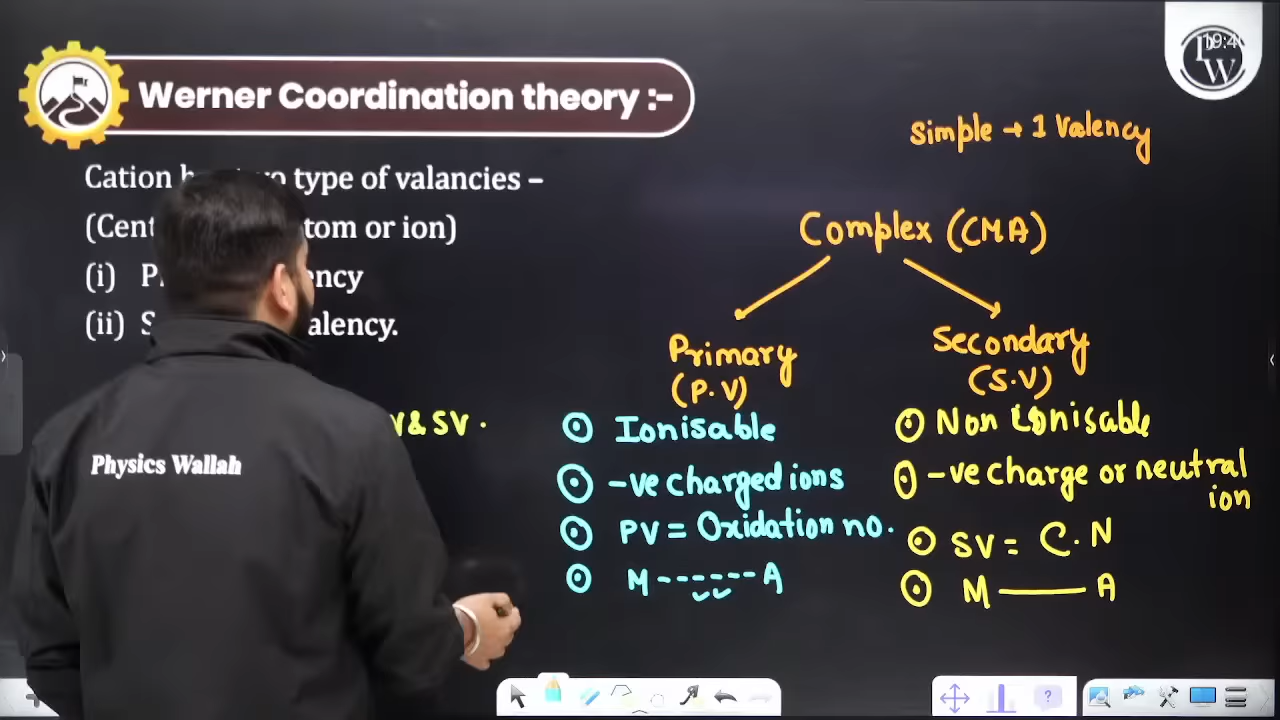 Werner Coordination theory :-
Simple → 1 Valency
Cation type of valancies –
(Cent tom or ion)
(i) P ency
(ii) S alency.
Complex (CMA)
Primary
(P.V)
Secondary
(S.V)
V & SV.
⊙ Ionisable
⊙ -ve charged ions
⊙ PV = Oxidation no.
⊙ M ------ A
⊙ Non ionisable
⊙ -ve charge or neutral
ion
⊙ SV = C.N
⊙ M —— A
Physics Wallah